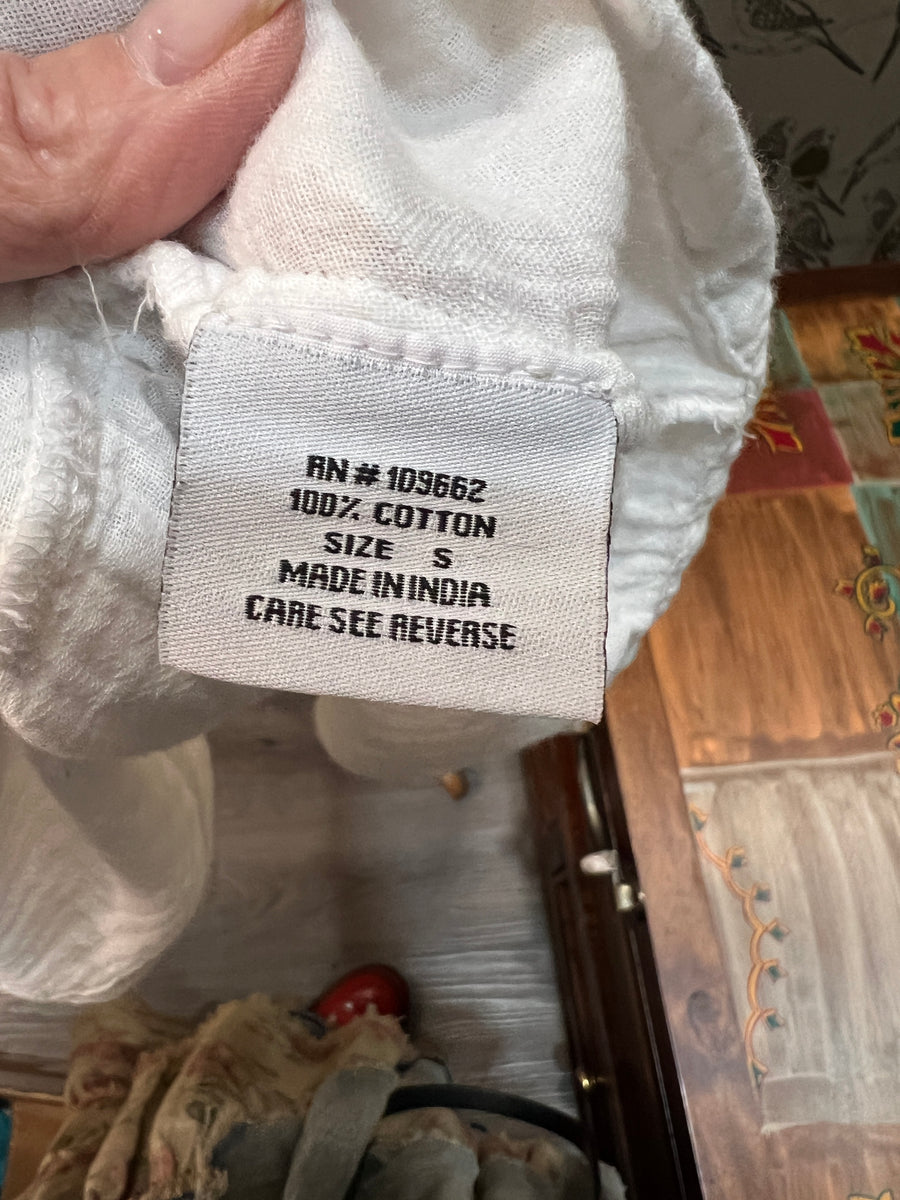 RN # 109662
100% COTTON
SIZE S
MADE IN INDIA
CARE SEE REVERSE